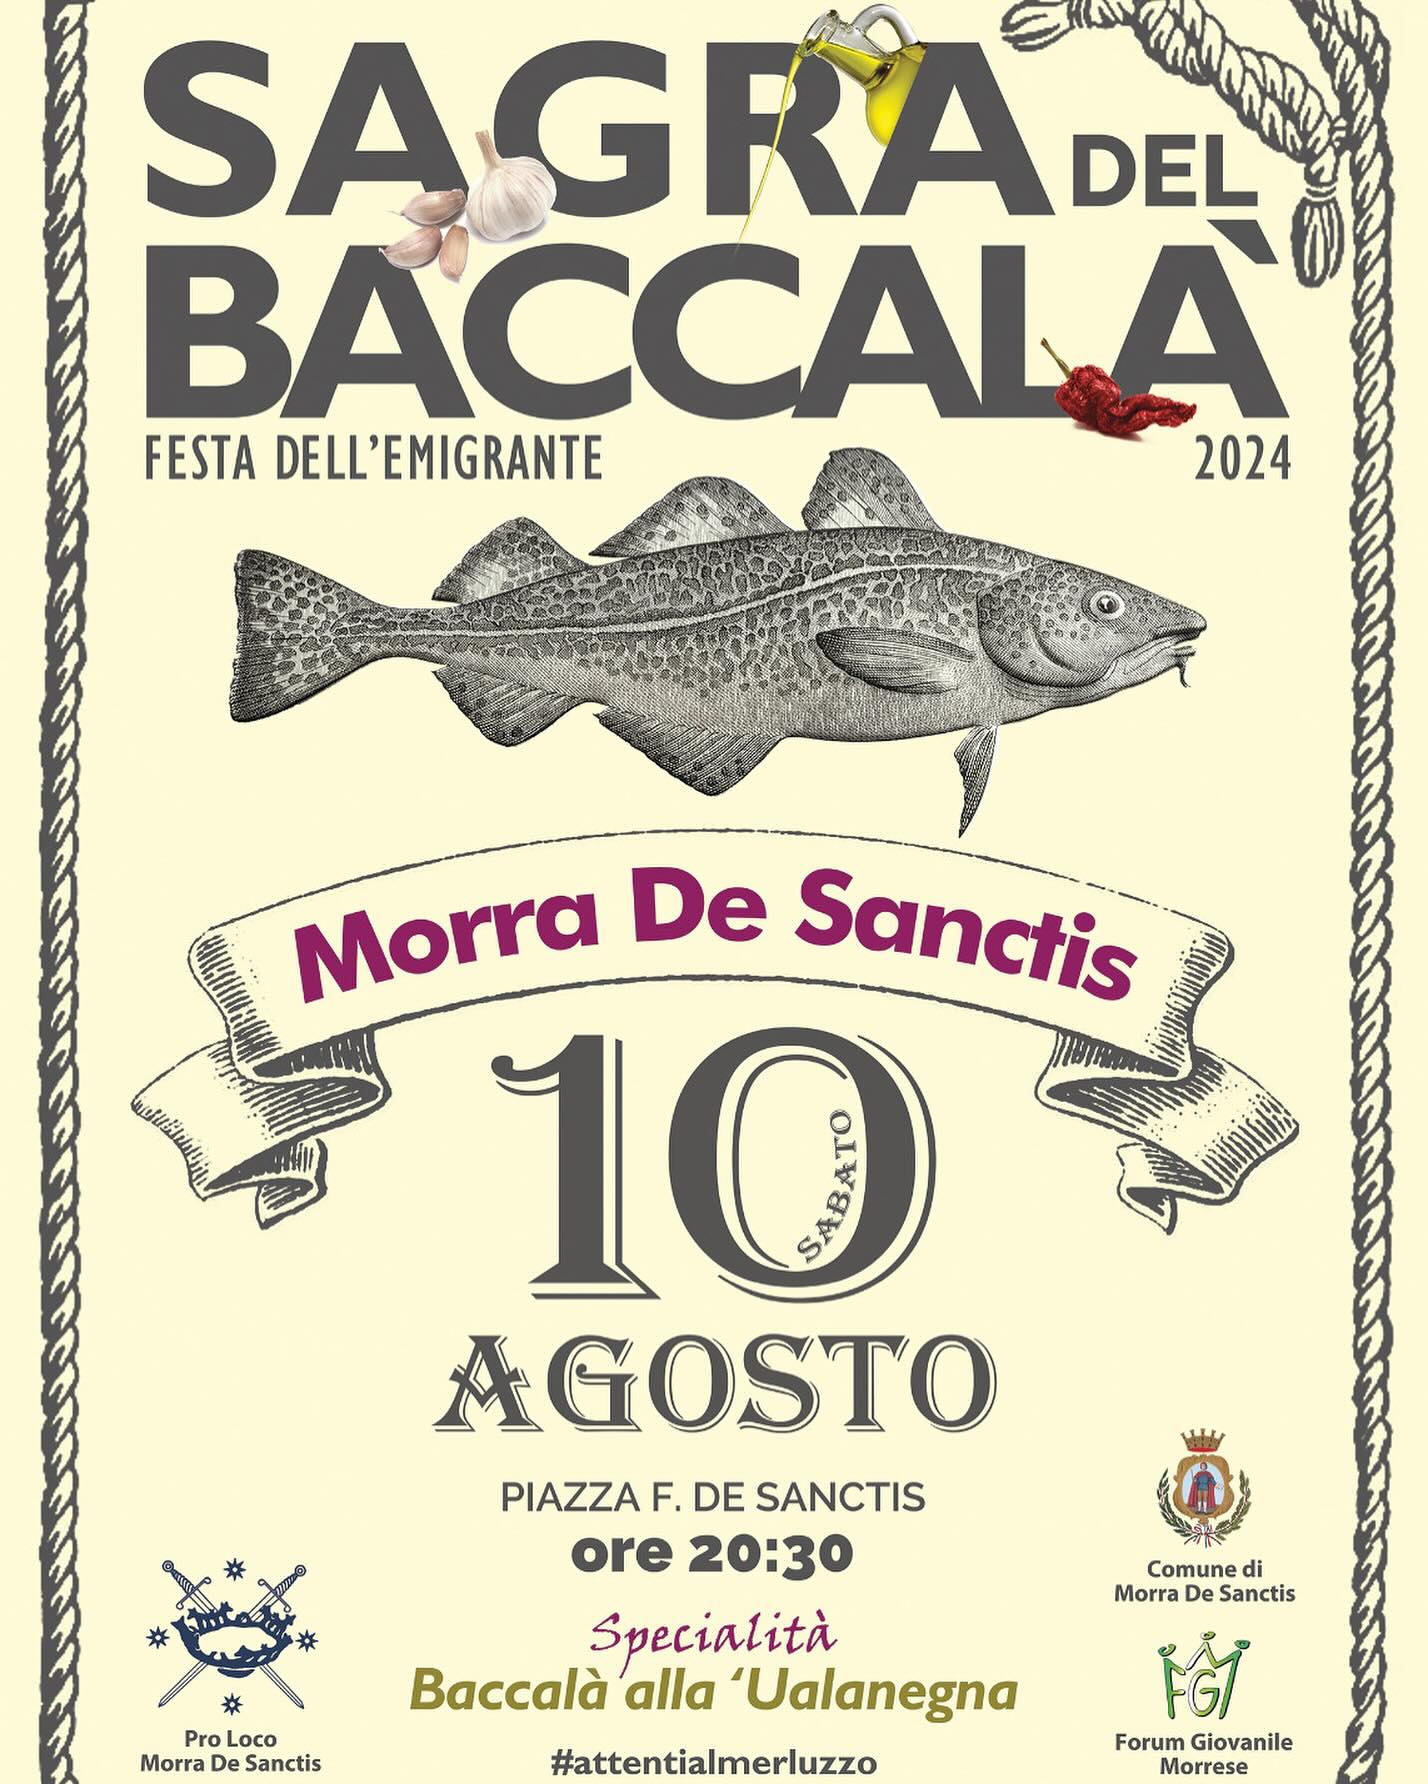 SAGRA DEL
BACCALÀ
FESTA DELL'EMIGRANTE 2024
Morra De Sanctis
10
SABATO
AGOSTO
PIAZZA F. DE SANCTIS
ore 20:30
Specialità
Baccalà alla ‘Ualanegna
#attentialmerluzzo
Pro Loco
Morra De Sanctis
Comune di
Morra De Sanctis
FGM
Forum Giovanile
Morrese